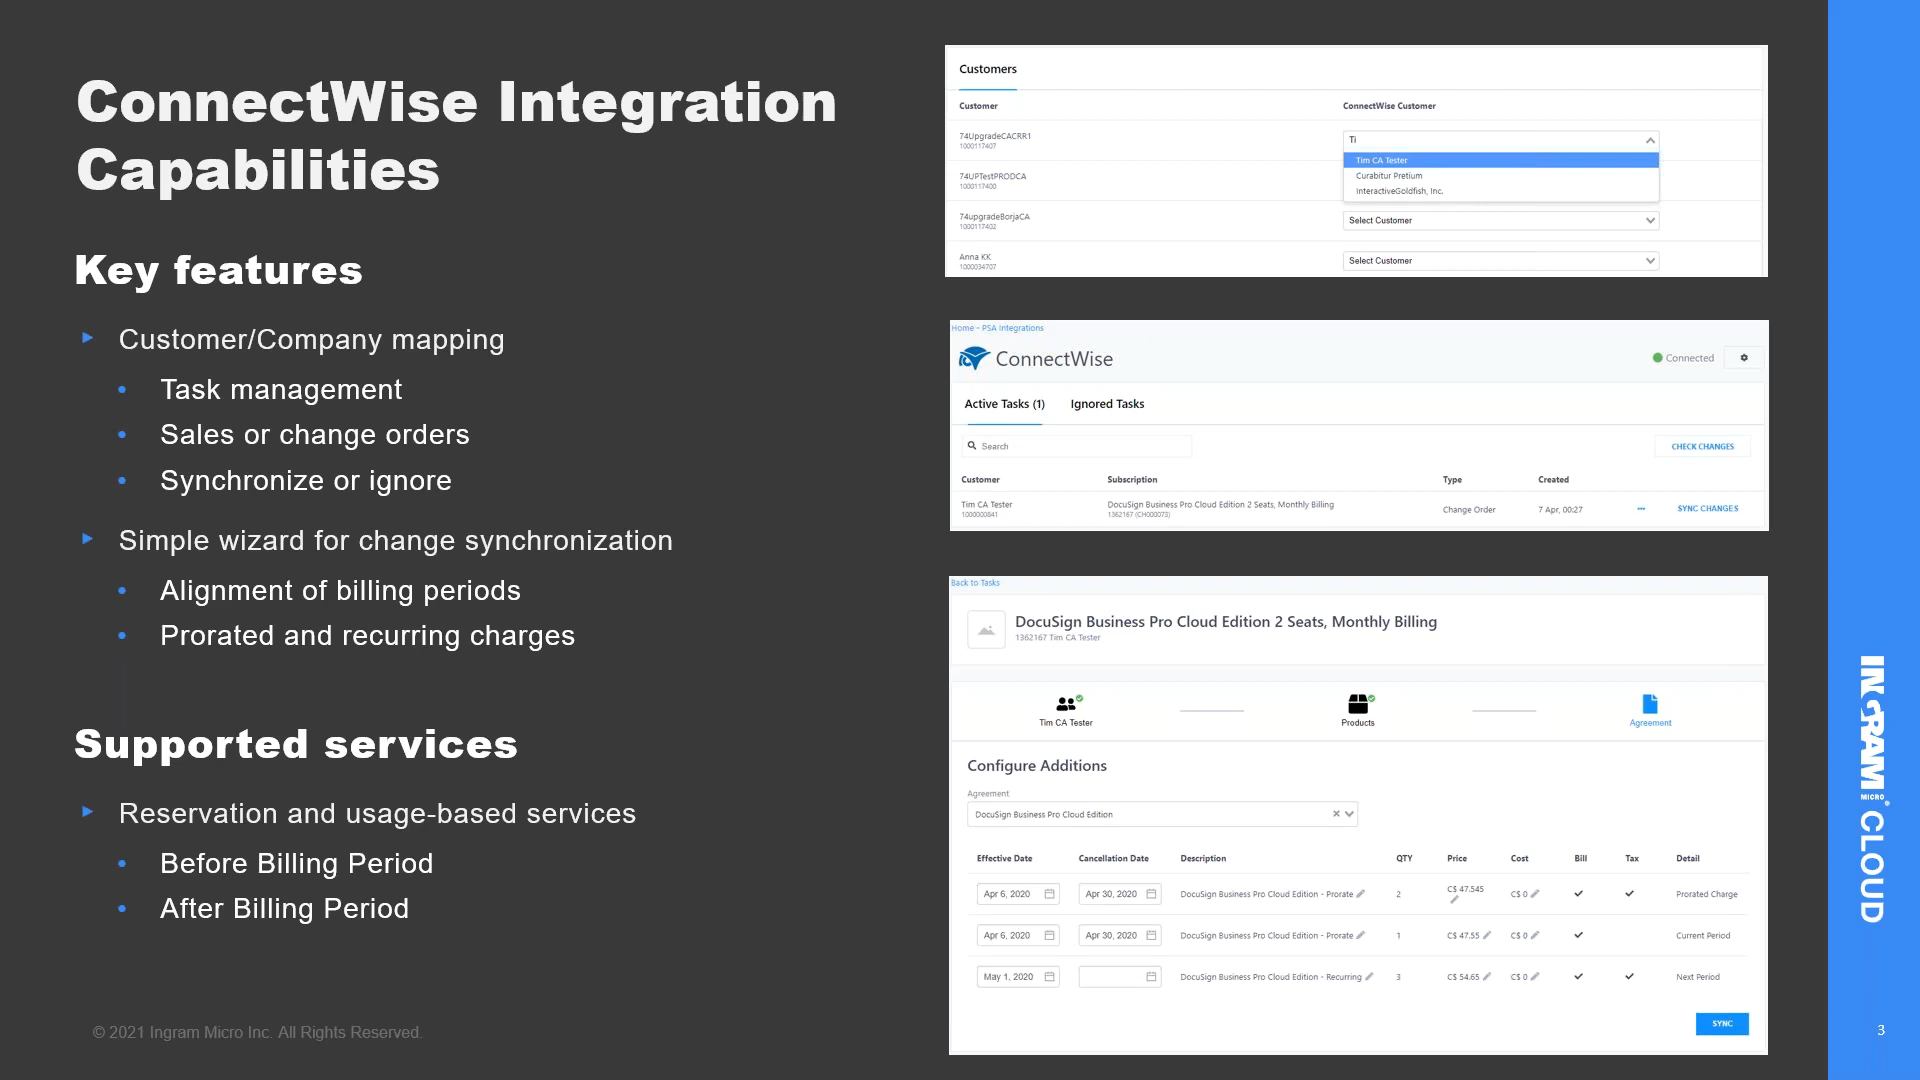 ConnectWise Integration
Capabilities
Key features
Customer/Company mapping
Task management
Sales or change orders
Synchronize or ignore
Simple wizard for change synchronization
Alignment of billing periods
Prorated and recurring charges
Supported services
Reservation and usage-based services
Before Billing Period
After Billing Period
© 2021 Ingram Micro Inc. All Rights Reserved.
Customers
Customer ConnectWise Customer
74UpgradeCACRR1
1000117407
Ti
Tim CA Tester
Curabitur Pretium
InteractiveGoldfish, Inc.
74UPTestPRODCA
1000117400
74upgradeBorjaCA
1000117402
Select Customer
Anna KK
1000034707
Select Customer
Home - PSA Integrations
ConnectWise
Connected
Active Tasks (1) Ignored Tasks
Search
CHECK CHANGES
Customer Subscription Type Created
Tim CA Tester DocuSign Business Pro Cloud Edition 2 Seats, Monthly Billing Change Order 7 Apr, 00:27 ··· SYNC CHANGES
1000000841 1362167 (CH000073)
Back to Tasks
DocuSign Business Pro Cloud Edition 2 Seats, Monthly Billing
1362167 Tim CA Tester
Tim CA Tester Products Agreement
Configure Additions
Agreement
DocuSign Business Pro Cloud Edition
Effective Date Cancellation Date Description QTY Price Cost Bill Tax Detail
Apr 6, 2020 Apr 30, 2020 DocuSign Business Pro Cloud Edition - Prorate 2 C$ 47.545 C$ 0 Prorated Charge
Apr 6, 2020 Apr 30, 2020 DocuSign Business Pro Cloud Edition - Prorate 1 C$ 47.55 C$ 0 Current Period
May 1, 2020 DocuSign Business Pro Cloud Edition - Recurring 3 C$ 54.65 C$ 0 Next Period
SYNC
INGRAM MICRO® CLOUD
3